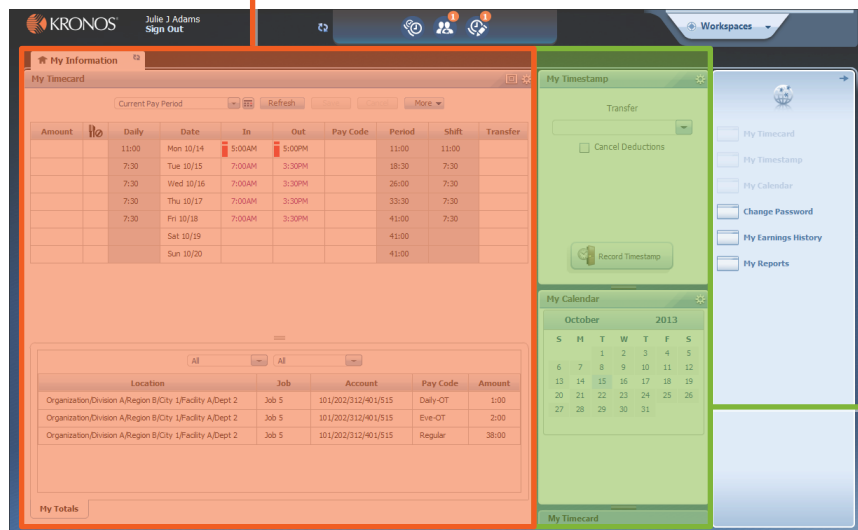 KRONOS
Julie J Adams
Sign Out
1
1
Workspaces
My Information
My Timecard
Current Pay Period
Refresh
More
Amount Daily Date In Out Pay Code Period Shift Transfer
11:00 Mon 10/14 5:00AM 5:00PM 11:00 11:00
7:30 Tue 10/15 7:00AM 3:30PM 18:30 7:30
7:30 Wed 10/16 7:00AM 3:30PM 26:00 7:30
7:30 Thu 10/17 7:00AM 3:30PM 33:30 7:30
7:30 Fri 10/18 7:00AM 3:30PM 41:00 7:30
Sat 10/19 41:00
Sun 10/20 41:00
All All
Location Job Account Pay Code Amount
Organization/Division A/Region B/City 1/Facility A/Dept 2 Job 5 101/202/312/401/515 Daily-OT 1:00
Organization/Division A/Region B/City 1/Facility A/Dept 2 Job 5 101/202/312/401/515 Eve-OT 2:00
Organization/Division A/Region B/City 1/Facility A/Dept 2 Job 5 101/202/312/401/515 Regular 38:00
My Totals
My Timestamp
Transfer
Cancel Deductions
Record Timestamp
My Calendar
October 2013
S M T W T F S
1 2 3 4 5
6 7 8 9 10 11 12
13 14 15 16 17 18 19
20 21 22 23 24 25 26
27 28 29 30 31
My Timecard
My Timecard
My Timestamp
My Calendar
Change Password
My Earnings History
My Reports